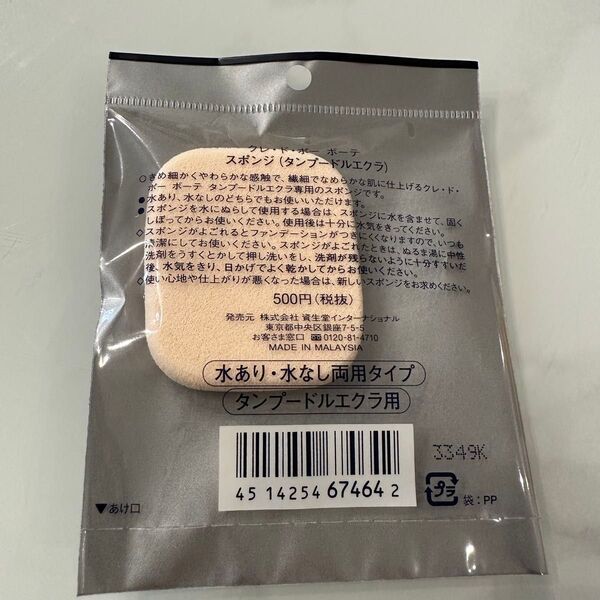 クレ・ド・ポー ボーテ
スポンジ(タンプードルエクラ)
○きめ細かくやわらかな感触で、繊細でなめらかな肌に仕上げるクレ・ド・
ポー ボーテ タンプードルエクラ専用のスポンジです。
●水あり、水なしのどちらでもお使いいただけます。
●スポンジを水にぬらして使用する場合は、スポンジに水を含ませて、固く
しぼってからお使いください。使用後は十分に水気をきってください。
◇スポンジがよごれるとファンデーションがつきにくくなりますので、いつも
清潔にしてお使いください。スポンジがよごれたときは、ぬるま湯に中性
洗剤をうすくとかして押し洗いをし、洗剤が残らないように十分すすいだ
後、水気をきり、日かげでよく乾かしてからお使いください。
◇使い心地や仕上がりが悪くなった場合は、新しいスポンジをお求めください。
500円(税抜)
発売元 株式会社 資生堂インターナショナル
東京都中央区銀座7-5-5
お客さま窓口 0120-81-4710
MADE IN MALAYSIA
水あり・水なし両用タイプ
タンプードルエクラ用
4 514254 674642
3349K
▼あけ口
プラ
袋:PP